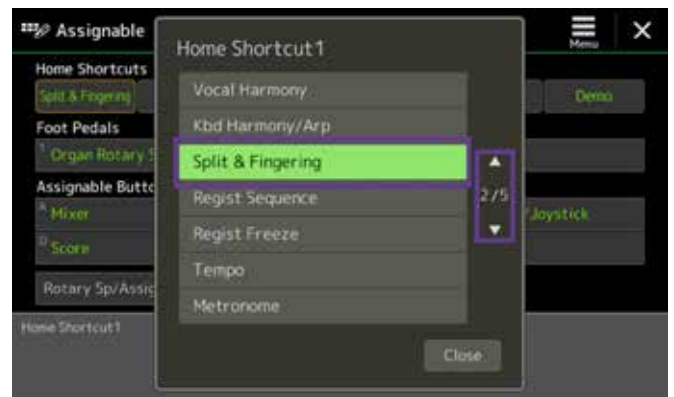 Assignable
Menu
Home Shortcut1
Home Shortcuts
Split & Fingering
Demo
Foot Pedals
1 Organ Rotary S
Assignable Butto
A Mixer
/Joystick
D Score
Rotary Sp/Assig
Home Shortcut1
Vocal Harmony
Kbd Harmony/Arp
Split & Fingering
Regist Sequence
Regist Freeze
Tempo
Metronome
2/5
Close